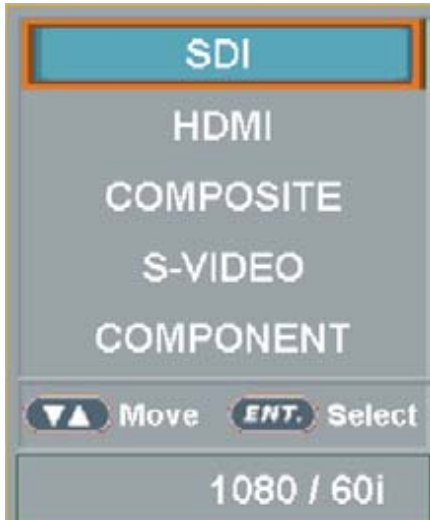 SDI
HDMI
COMPOSITE
S-VIDEO
COMPONENT
▼▲ Move ENT. Select
1080 / 60i